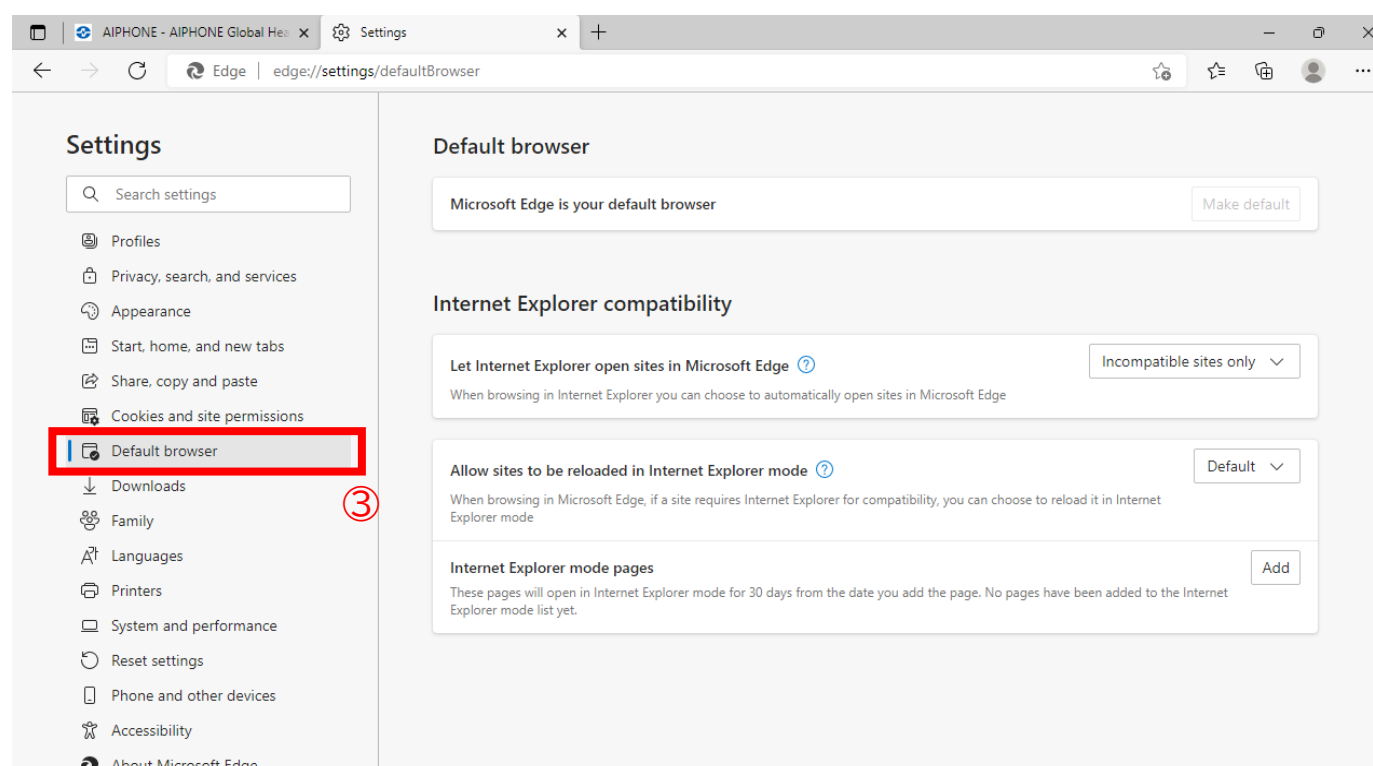 AIPHONE - AIPHONE Global Hea
Settings
Edge
edge://settings/defaultBrowser
Settings
Search settings
Profiles
Privacy, search, and services
Appearance
Start, home, and new tabs
Share, copy and paste
Cookies and site permissions
Default browser
③
Downloads
Family
Languages
Printers
System and performance
Reset settings
Phone and other devices
Accessibility
About Microsoft Edge
Default browser
Microsoft Edge is your default browser
Make default
Internet Explorer compatibility
Let Internet Explorer open sites in Microsoft Edge
Incompatible sites only
When browsing in Internet Explorer you can choose to automatically open sites in Microsoft Edge
Allow sites to be reloaded in Internet Explorer mode
Default
When browsing in Microsoft Edge, if a site requires Internet Explorer for compatibility, you can choose to reload it in Internet
Explorer mode
Internet Explorer mode pages
Add
These pages will open in Internet Explorer mode for 30 days from the date you add the page. No pages have been added to the Internet
Explorer mode list yet.